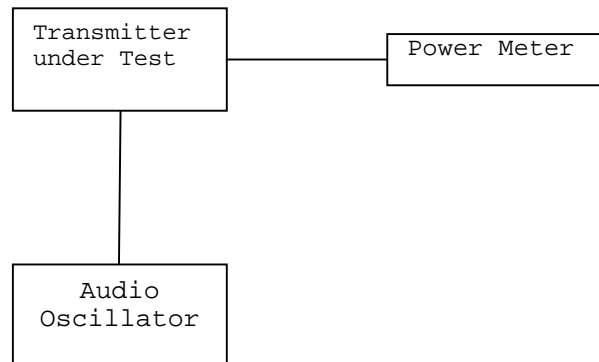 Transmitter
under Test
Power Meter
Audio
Oscillator